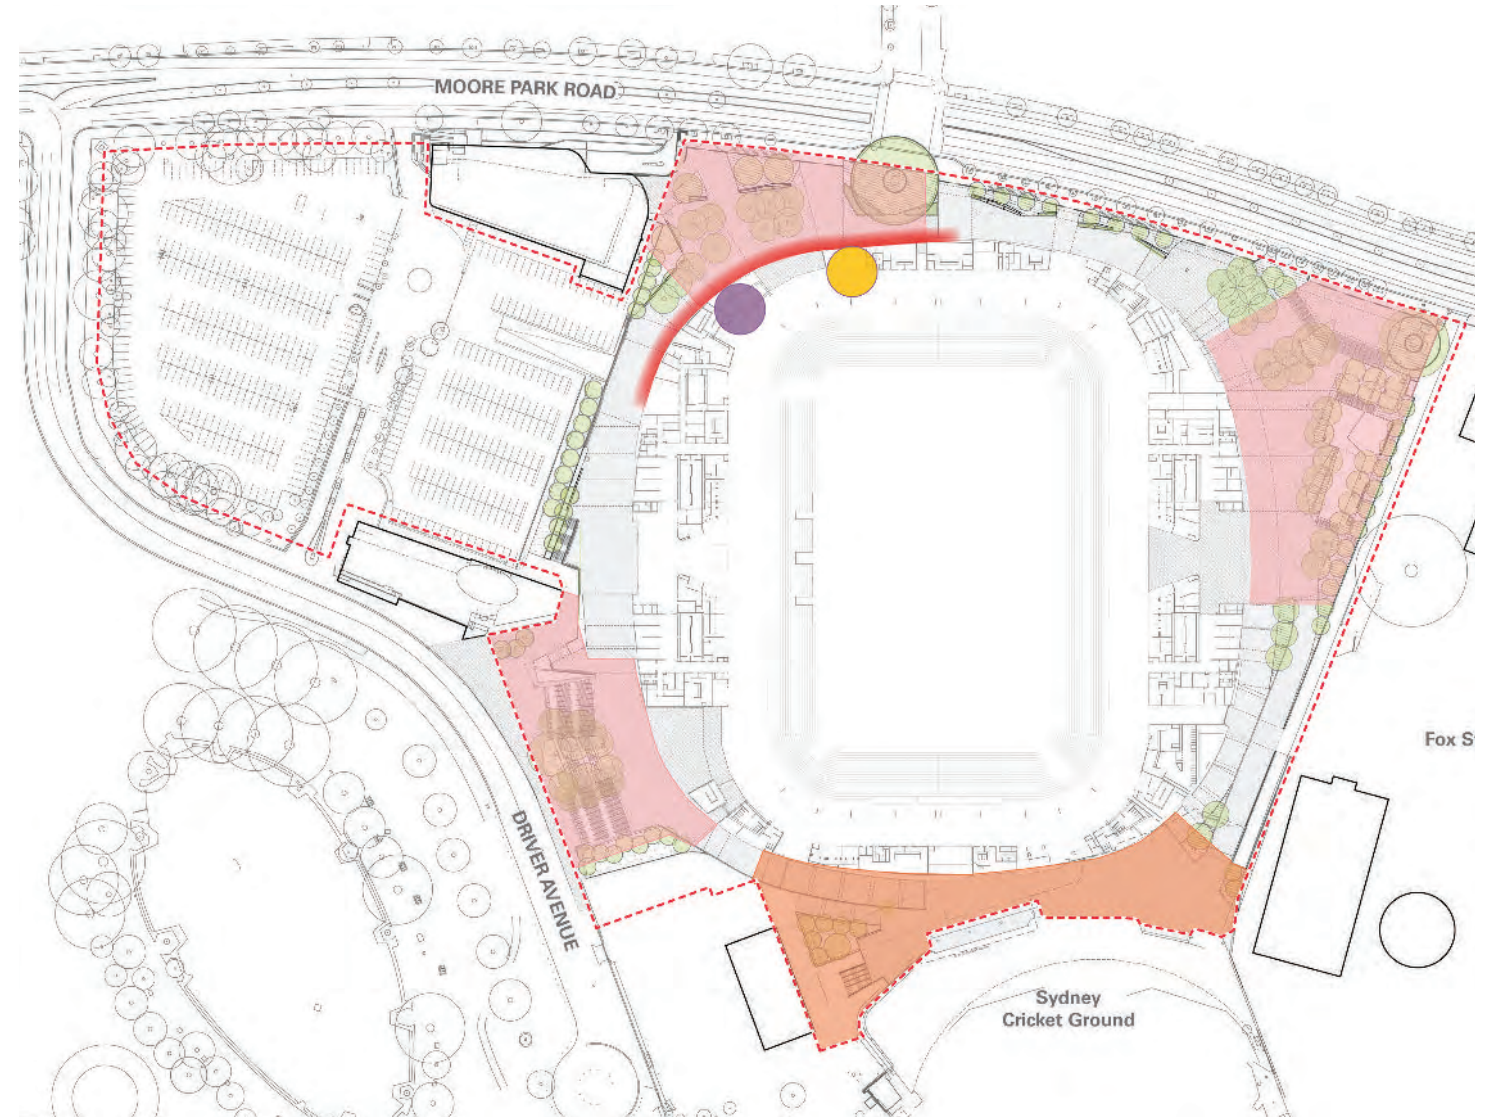 MOORE PARK ROAD
Fox S
DRIVER AVENUE
Sydney
Cricket Ground